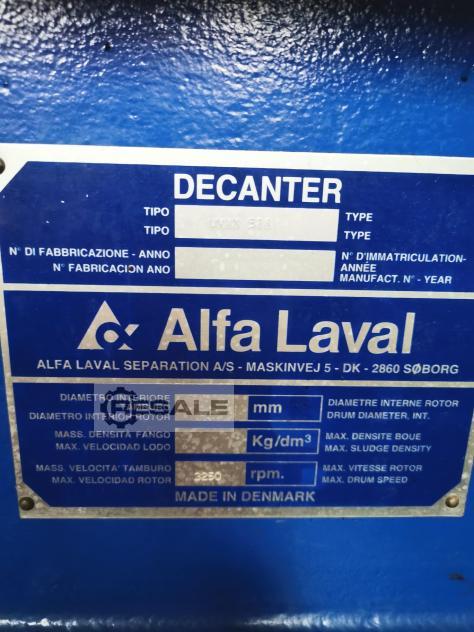 DECANTER
TIPO TYPE
TIPO TYPE
N° DI FABBRICAZIONE - ANNO N° D'IMMATRICULATION-
N° FABRICACION ANO ANNÉE
MANUFACT. N° - YEAR
Alfa Laval
ALFA LAVAL SEPARATION A/S - MASKINVEJ 5 - DK - 2860 SØBORG
DIAMETRO INTERIORE mm DIAMETRE INTERNE ROTOR
DIAMETRO INTERIOR ROTOR DRUM DIAMETER, INT.
RESALE
MASS. DENSITÀ FANGO Kg/dm³ MAX. DENSITE BOUE
MAX. VELOCIDAD LODO MAX. SLUDGE DENSITY
MASS. VELOCITA' TAMBURO 3250 rpm. MAX. VITESSE ROTOR
MAX. VELOCIDAD ROTOR MAX. DRUM SPEED
MADE IN DENMARK